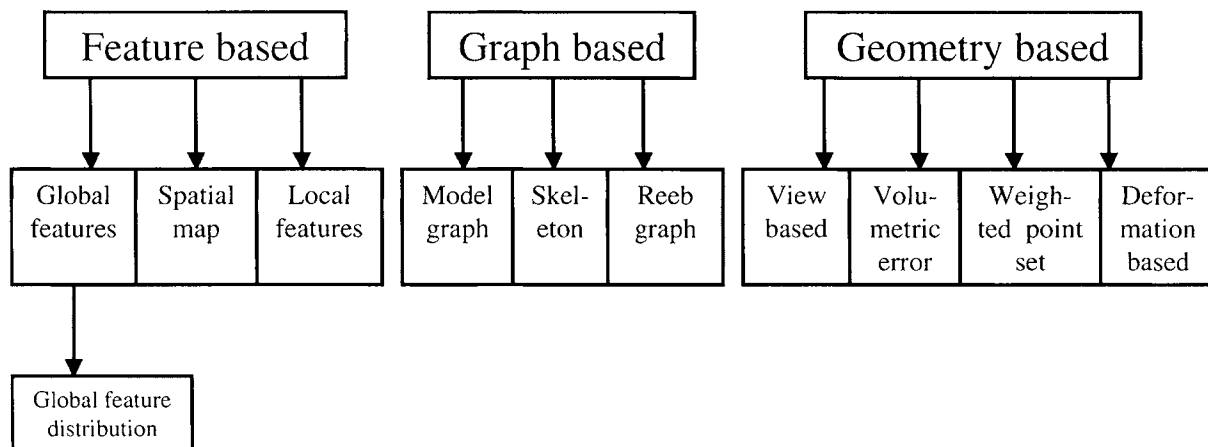 Feature based
Graph based
Geometry based
Global
features
Spatial
map
Local
features
Model
graph
Skel-
eton
Reeb
graph
View
based
Volu-
metric
error
Weigh-
ted point
set
Defor-
mation
based
Global feature
distribution